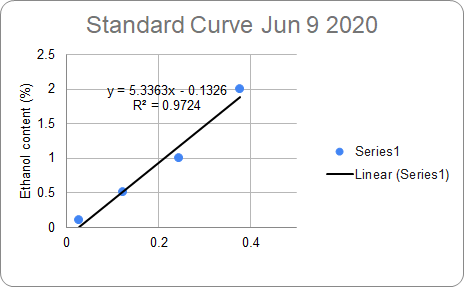 Standard Curve Jun 9 2020
2.5
2
1.5
1
0.5
0
Ethanol content (%)
y = 5.3363x - 0.1326
R² = 0.9724
0
0.2
0.4
Series1
Linear (Series1)